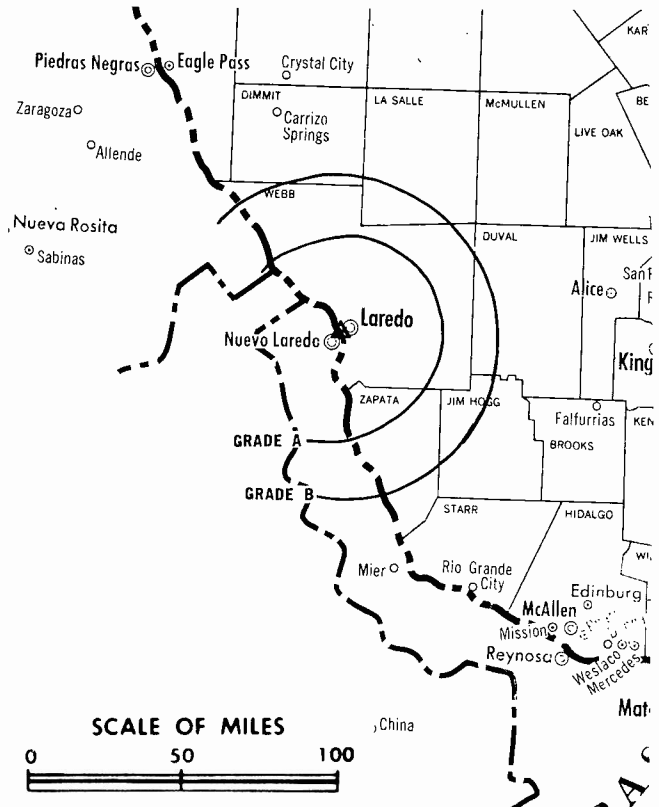 KAR
Piedras Negras
Eagle Pass
Crystal City
DIMMIT
LA SALLE
McMULLEN
BE
Zaragoza
Carrizo
Springs
LIVE OAK
Allende
WEBB
Nueva Rosita
Sabinas
DUVAL
JIM WELLS
San F
Alice
R
Laredo
Nuevo Laredo
King
ZAPATA
JIM HOGG
Falfurrias
KEN
GRADE A
BROOKS
GRADE B
STARR
HIDALGO
WI
Mier
Rio Grande
City
Edinburg
McAllen
Mission
Reynosa
Weslaco
Mercedes
Mat
China
SCALE OF MILES
0 50 100
AS